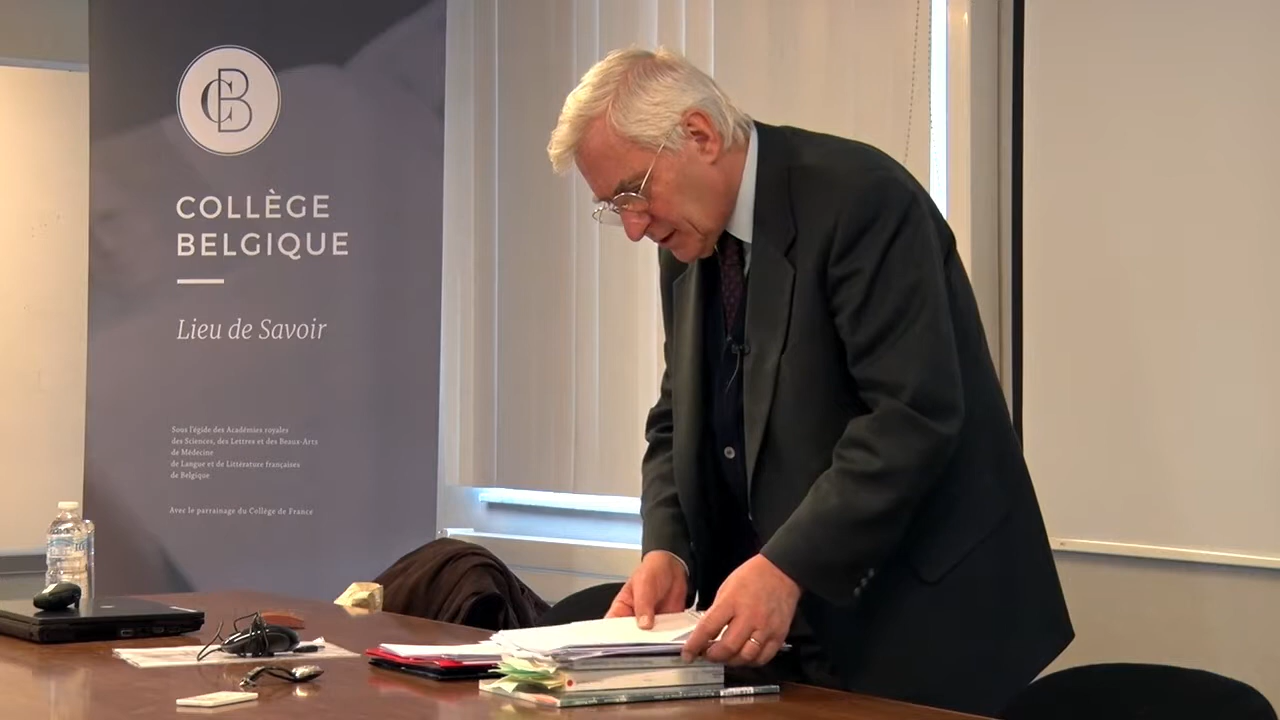 CB
COLLÈGE
BELGIQUE
Lieu de Savoir
Sous l'égide des Académies royales
des Sciences, des Lettres et des Beaux-Arts
de Médecine
de Langue et de Littérature françaises
de Belgique
Avec le parrainage du Collège de France